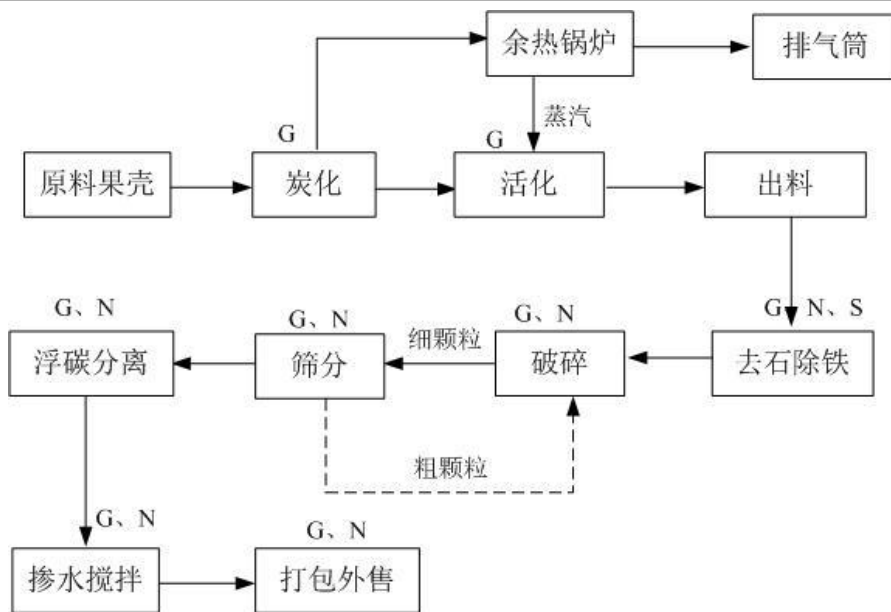 余热锅炉
排气筒
蒸汽
G
G
原料果壳
炭化
活化
出料
G、N
G、N
G、N
G N、S
细颗粒
浮碳分离
筛分
破碎
去石除铁
粗颗粒
G、N
G、N
掺水搅拌
打包外售